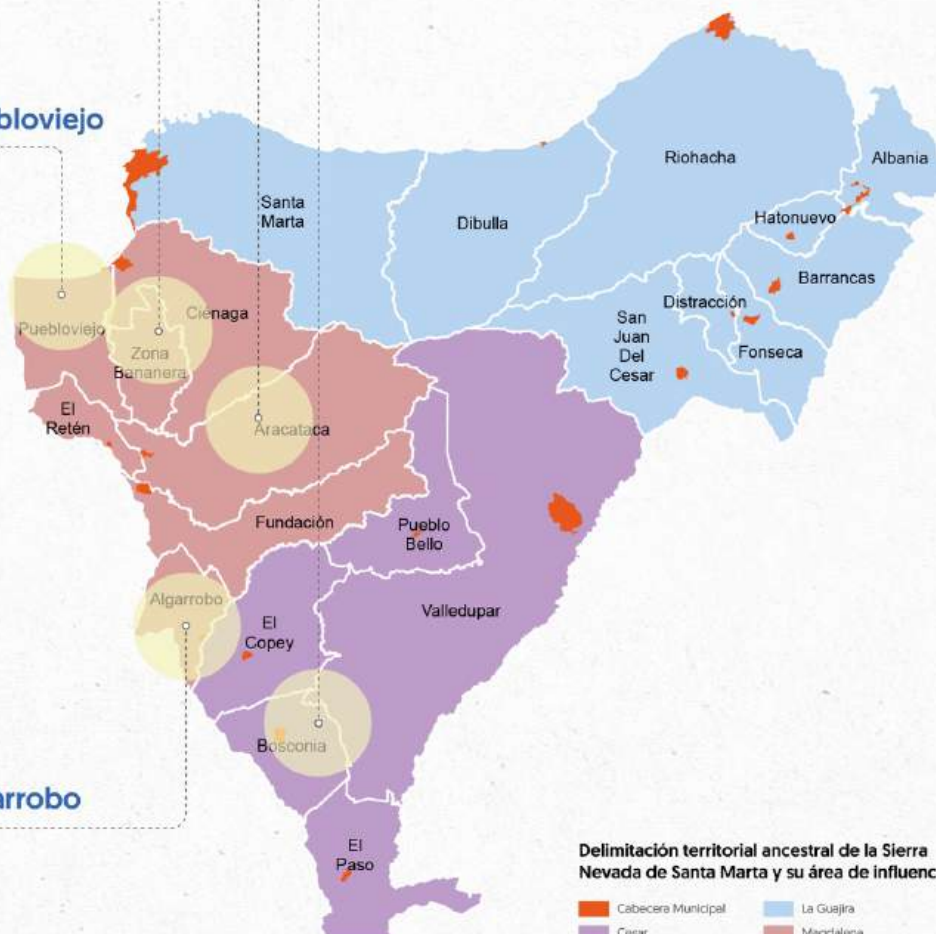 bloviejo
Riohacha
Albania
Santa
Marta
Dibulla
Hatonuevo
Barrancas
Distracción
San
Juan
Del
Cesar
Fonseca
Ciénaga
Puebloviejo
Zona
Bananera
El
Retén
Aracataca
Fundación
Pueblo
Bello
Algarrobo
Valledupar
El
Copey
Bosconia
arrobo
El
Paso
Delimitación territorial ancestral de la Sierra
Nevada de Santa Marta y su área de influenc
Cabecera Municipal
La Guajira
Cesar
Magdalena